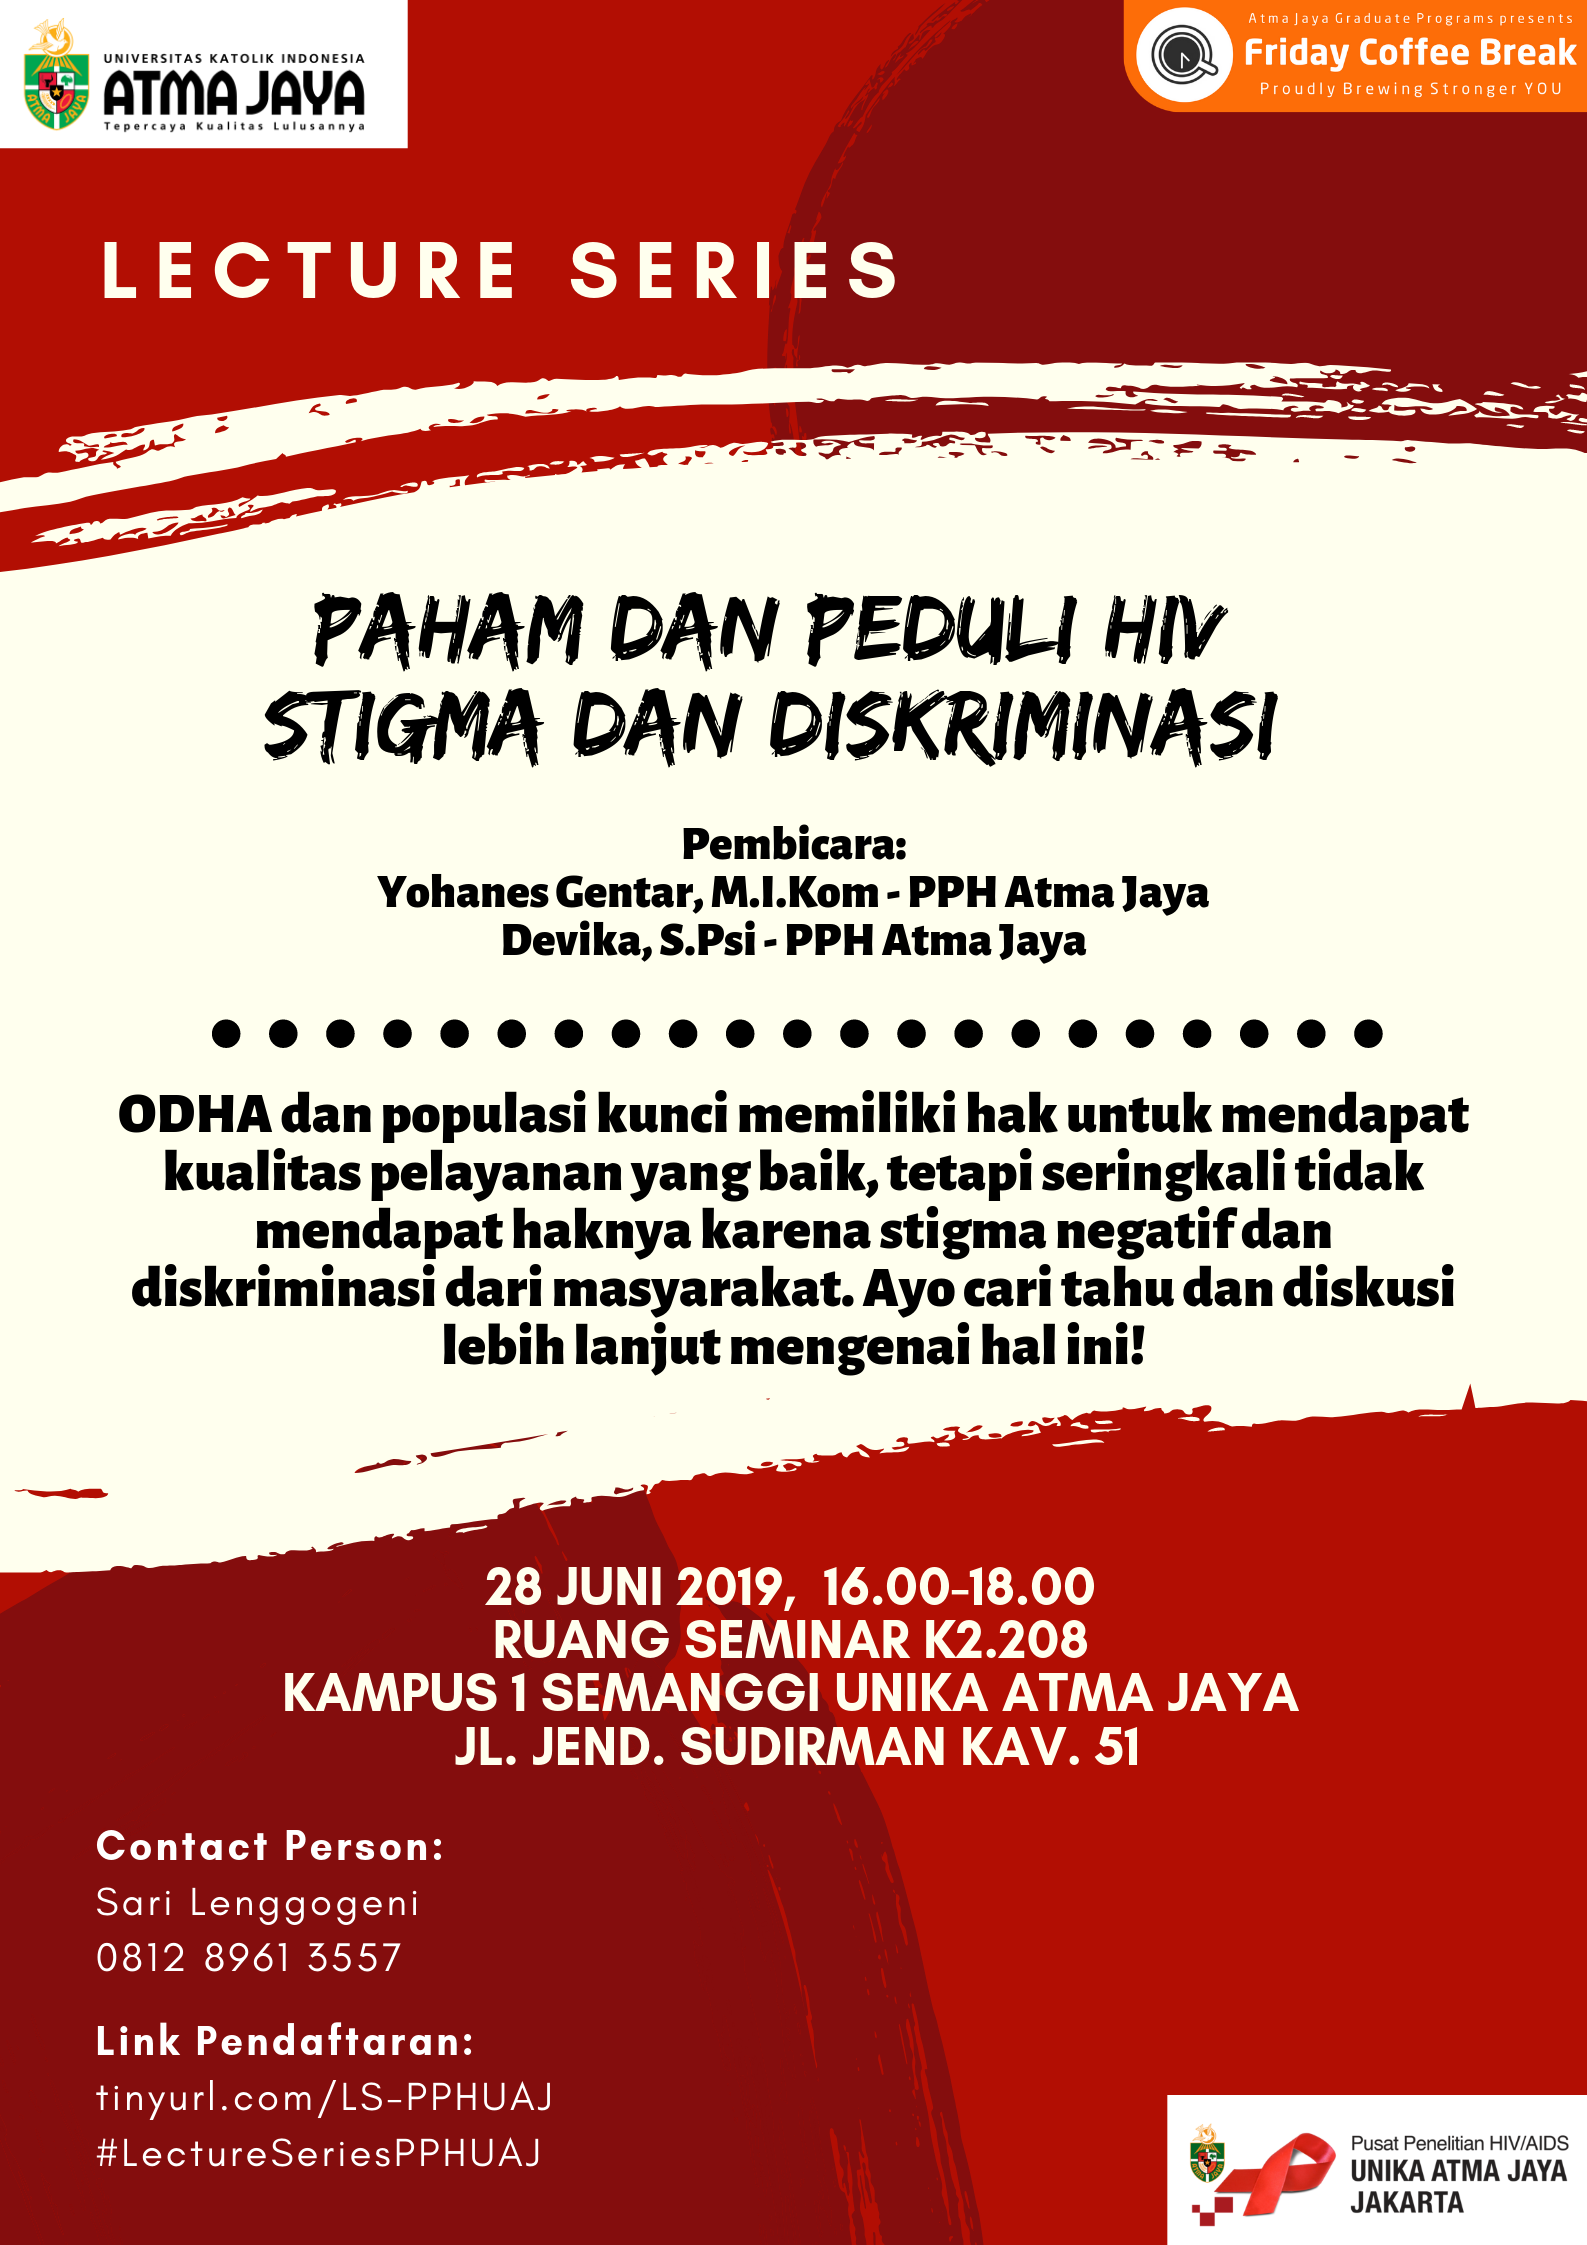 UNIVERSITAS KATOLIK INDONESIA
ATMA JAYA
Tepercaya Kualitas Lulusannya
Atma Jaya Graduate Programs presents
Friday Coffee Break
Proudly Brewing Stronger YOU
LECTURE SERIES
PAHAM DAN PEDULI HIV
STIGMA DAN DISKRIMINASI
Pembicara:
Yohanes Gentar, M.I.Kom - PPH Atma Jaya
Devika, S.Psi - PPH Atma Jaya
ODHA dan populasi kunci memiliki hak untuk mendapat
kualitas pelayanan yang baik, tetapi seringkali tidak
mendapat haknya karena stigma negatif dan
diskriminasi dari masyarakat. Ayo cari tahu dan diskusi
lebih lanjut mengenai hal ini!
28 JUNI 2019, 16.00-18.00
RUANG SEMINAR K2.208
KAMPUS 1 SEMANGGI UNIKA ATMA JAYA
JL. JEND. SUDIRMAN KAV. 51
Contact Person:
Sari Lenggogeni
0812 8961 3557
Link Pendaftaran:
tinyurl.com/LS-PPHUAJ
#LectureSeriesPPHUAJ
Pusat Penelitian HIV/AIDS
UNIKA ATMA JAYA
JAKARTA